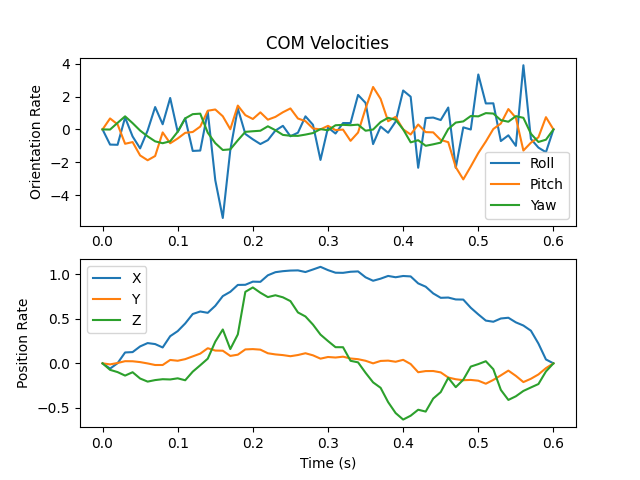 COM Velocities
Orientation Rate
4
2
0
−2
−4
Roll
Pitch
Yaw
0.0 0.1 0.2 0.3 0.4 0.5 0.6
Position Rate
1.0
0.5
0.0
−0.5
X
Y
Z
0.0 0.1 0.2 0.3 0.4 0.5 0.6
Time (s)